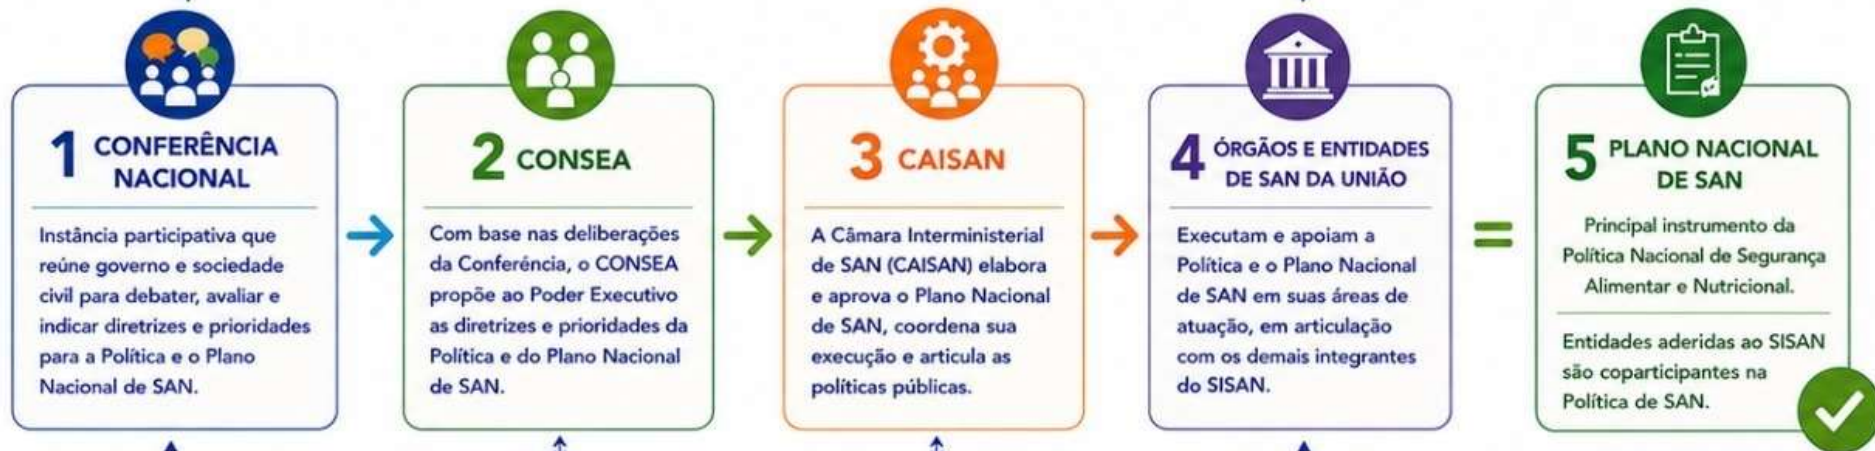 1 CONFERÊNCIA
NACIONAL
Instância participativa que
reúne governo e sociedade
civil para debater, avaliar e
indicar diretrizes e prioridades
para a Política e o Plano
Nacional de SAN.
2 CONSEA
Com base nas deliberações
da Conferéncia, o CONSEA
propõe ao Poder Executivo
as diretrizes e prioridades da
Política e do Plano Nacional
de SAN.
3 CAISAN
A Câmara Interministerial
de SAN (CAISAN) elabora
e aprova o Plano Nacional
de SAN, coordena sua
execução e articula as
políticas públicas.
4 ÓRGÃOS E ENTIDADES
DE SAN DA UNIÃO
Executam e apoiam a
Política e o Plano Nacional
de SAN em suas áreas de
atuação, em articulação
com os demais integrantes
do SISAN.
=
5 PLANO NACIONAL
DE SAN
Principal instrumento da
Política Nacional de Segurança
Alimentar e Nutricional.
Entidades aderidas ao SISAN
são coparticipantes na
Política de SAN.